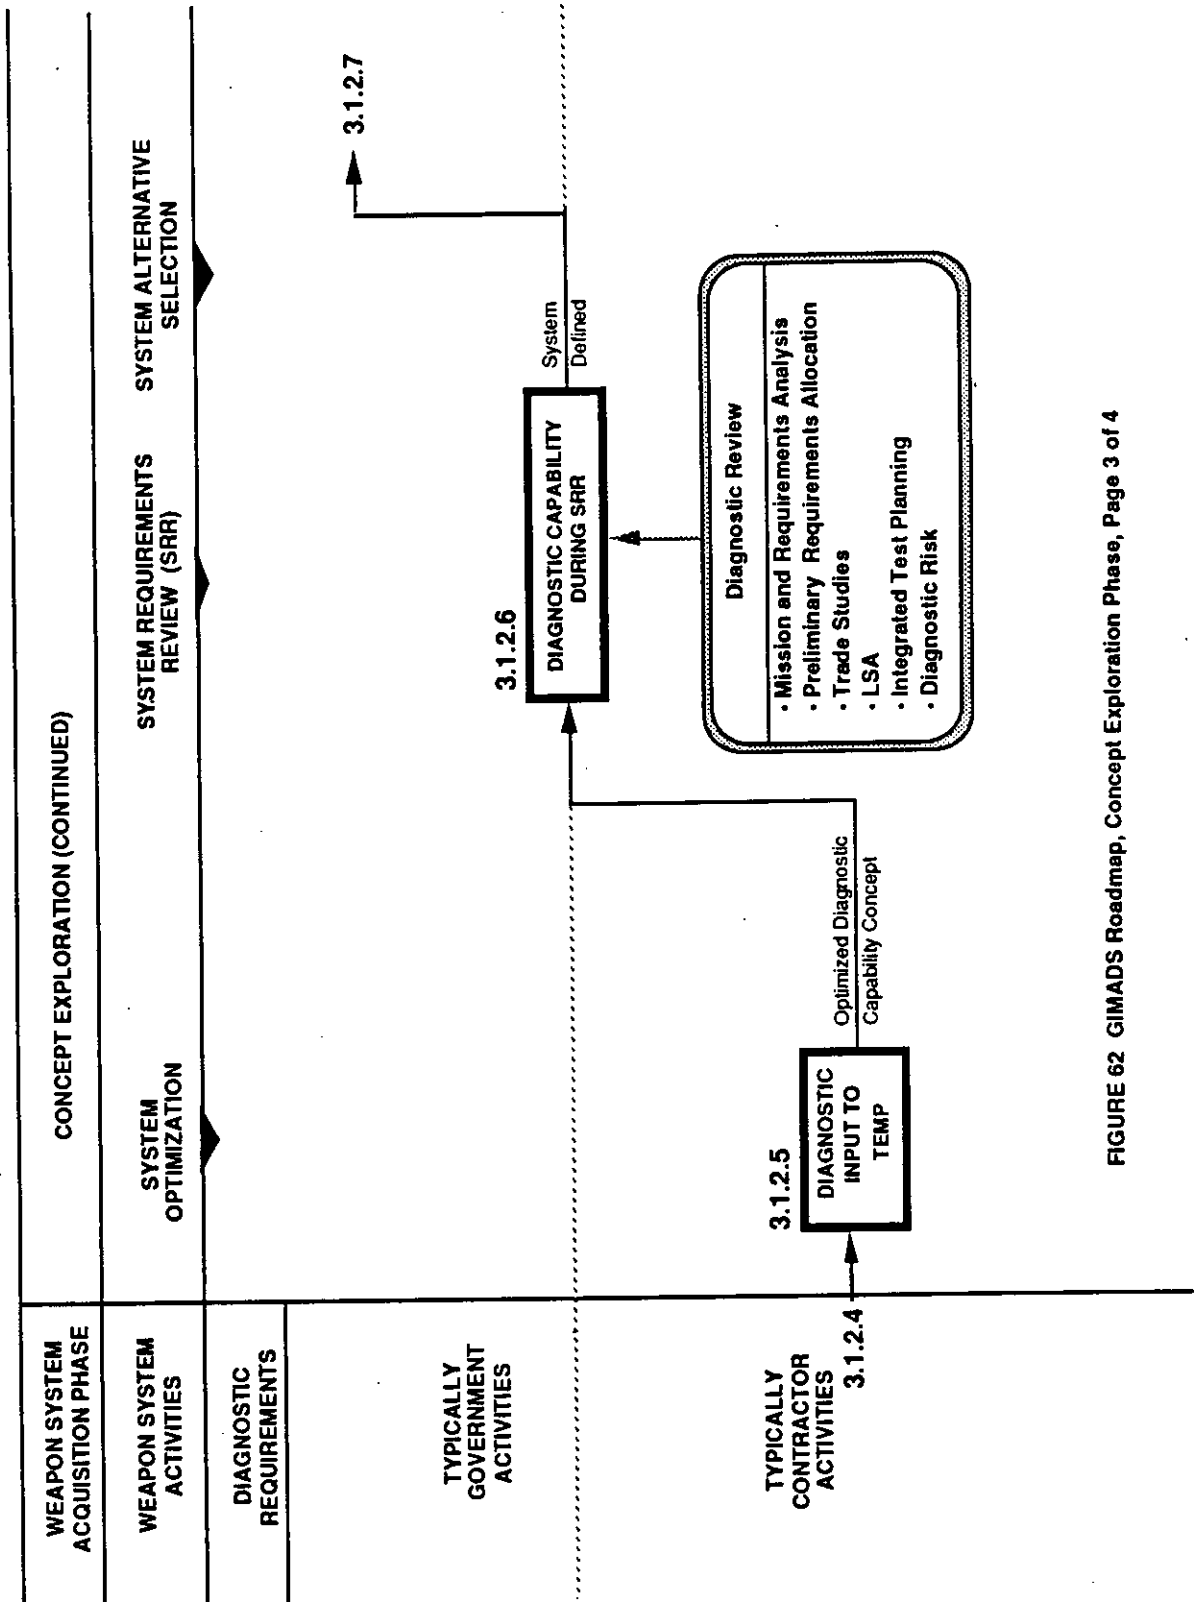 WEAPON SYSTEM
ACQUISITION PHASE
CONCEPT EXPLORATION (CONTINUED)
WEAPON SYSTEM
ACTIVITIES
SYSTEM
OPTIMIZATION
SYSTEM REQUIREMENTS
REVIEW (SRR)
SYSTEM ALTERNATIVE
SELECTION
DIAGNOSTIC
REQUIREMENTS
TYPICALLY
GOVERNMENT
ACTIVITIES
3.1.2.7
3.1.2.6
DIAGNOSTIC CAPABILITY
DURING SRR
System
Defined
Diagnostic Review
· Mission and Requirements Analysis
· Preliminary Requirements Allocation
· Trade Studies
· LSA
· Integrated Test Planning
· Diagnostic Risk
TYPICALLY
CONTRACTOR
ACTIVITIES
3.1.2.4
3.1.2.5
DIAGNOSTIC
INPUT TO
TEMP
Optimized Diagnostic
Capability Concept
FIGURE 62 GIMADS Roadmap, Concept Exploration Phase, Page 3 of 4